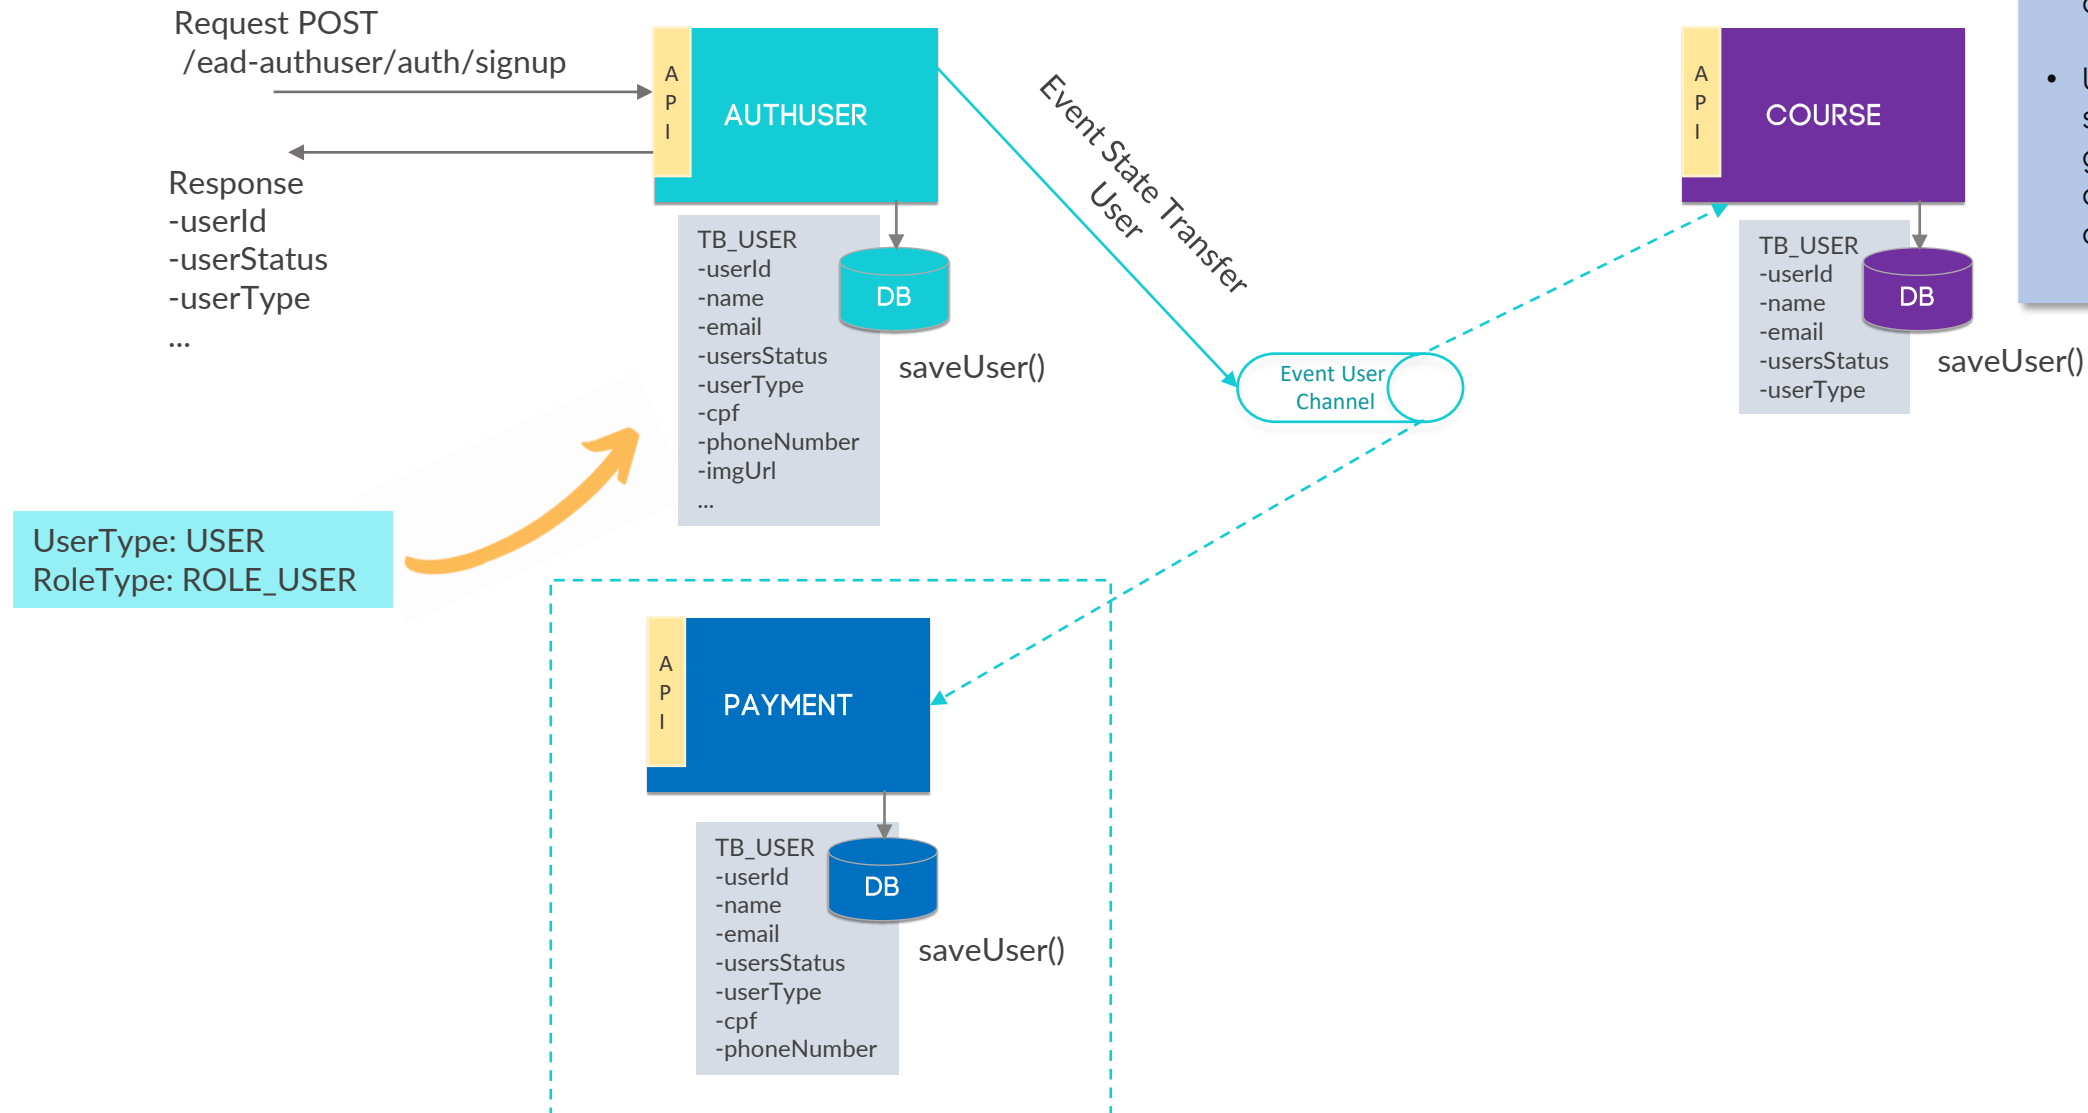 Request POST
/ead-authuser/auth/signup
Response
-userId
-userStatus
-userType
...
A
P
I
AUTHUSER
TB_USER
-userId
-name
-email
-usersStatus
-userType
-cpf
-phoneNumber
-imgUrl
...
DB
saveUser()
Event State Transfer
User
Event User
Channel
A
P
I
COURSE
TB_USER
-userId
-name
-email
-usersStatus
-userType
DB
saveUser()
•
UserType: USER
RoleType: ROLE_USER
A
P
I
PAYMENT
TB_USER
-userId
-name
-email
-usersStatus
-userType
-cpf
-phoneNumber
DB
saveUser()